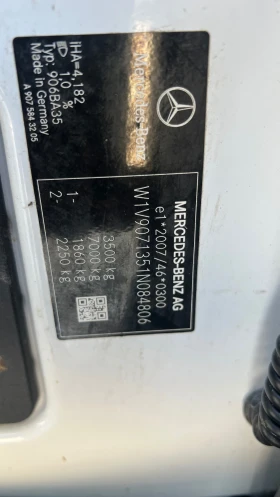 MERCEDES-BENZ AG
e1*2007/46*0300
W1V9071351N084806
3500 kg
7000 kg
1- 1860 kg
2- 2250 kg
Mercedes-Benz
iHA=4,182
1,0 %
Typ: 906BA35
Made in Germany
A 907 584 32 05